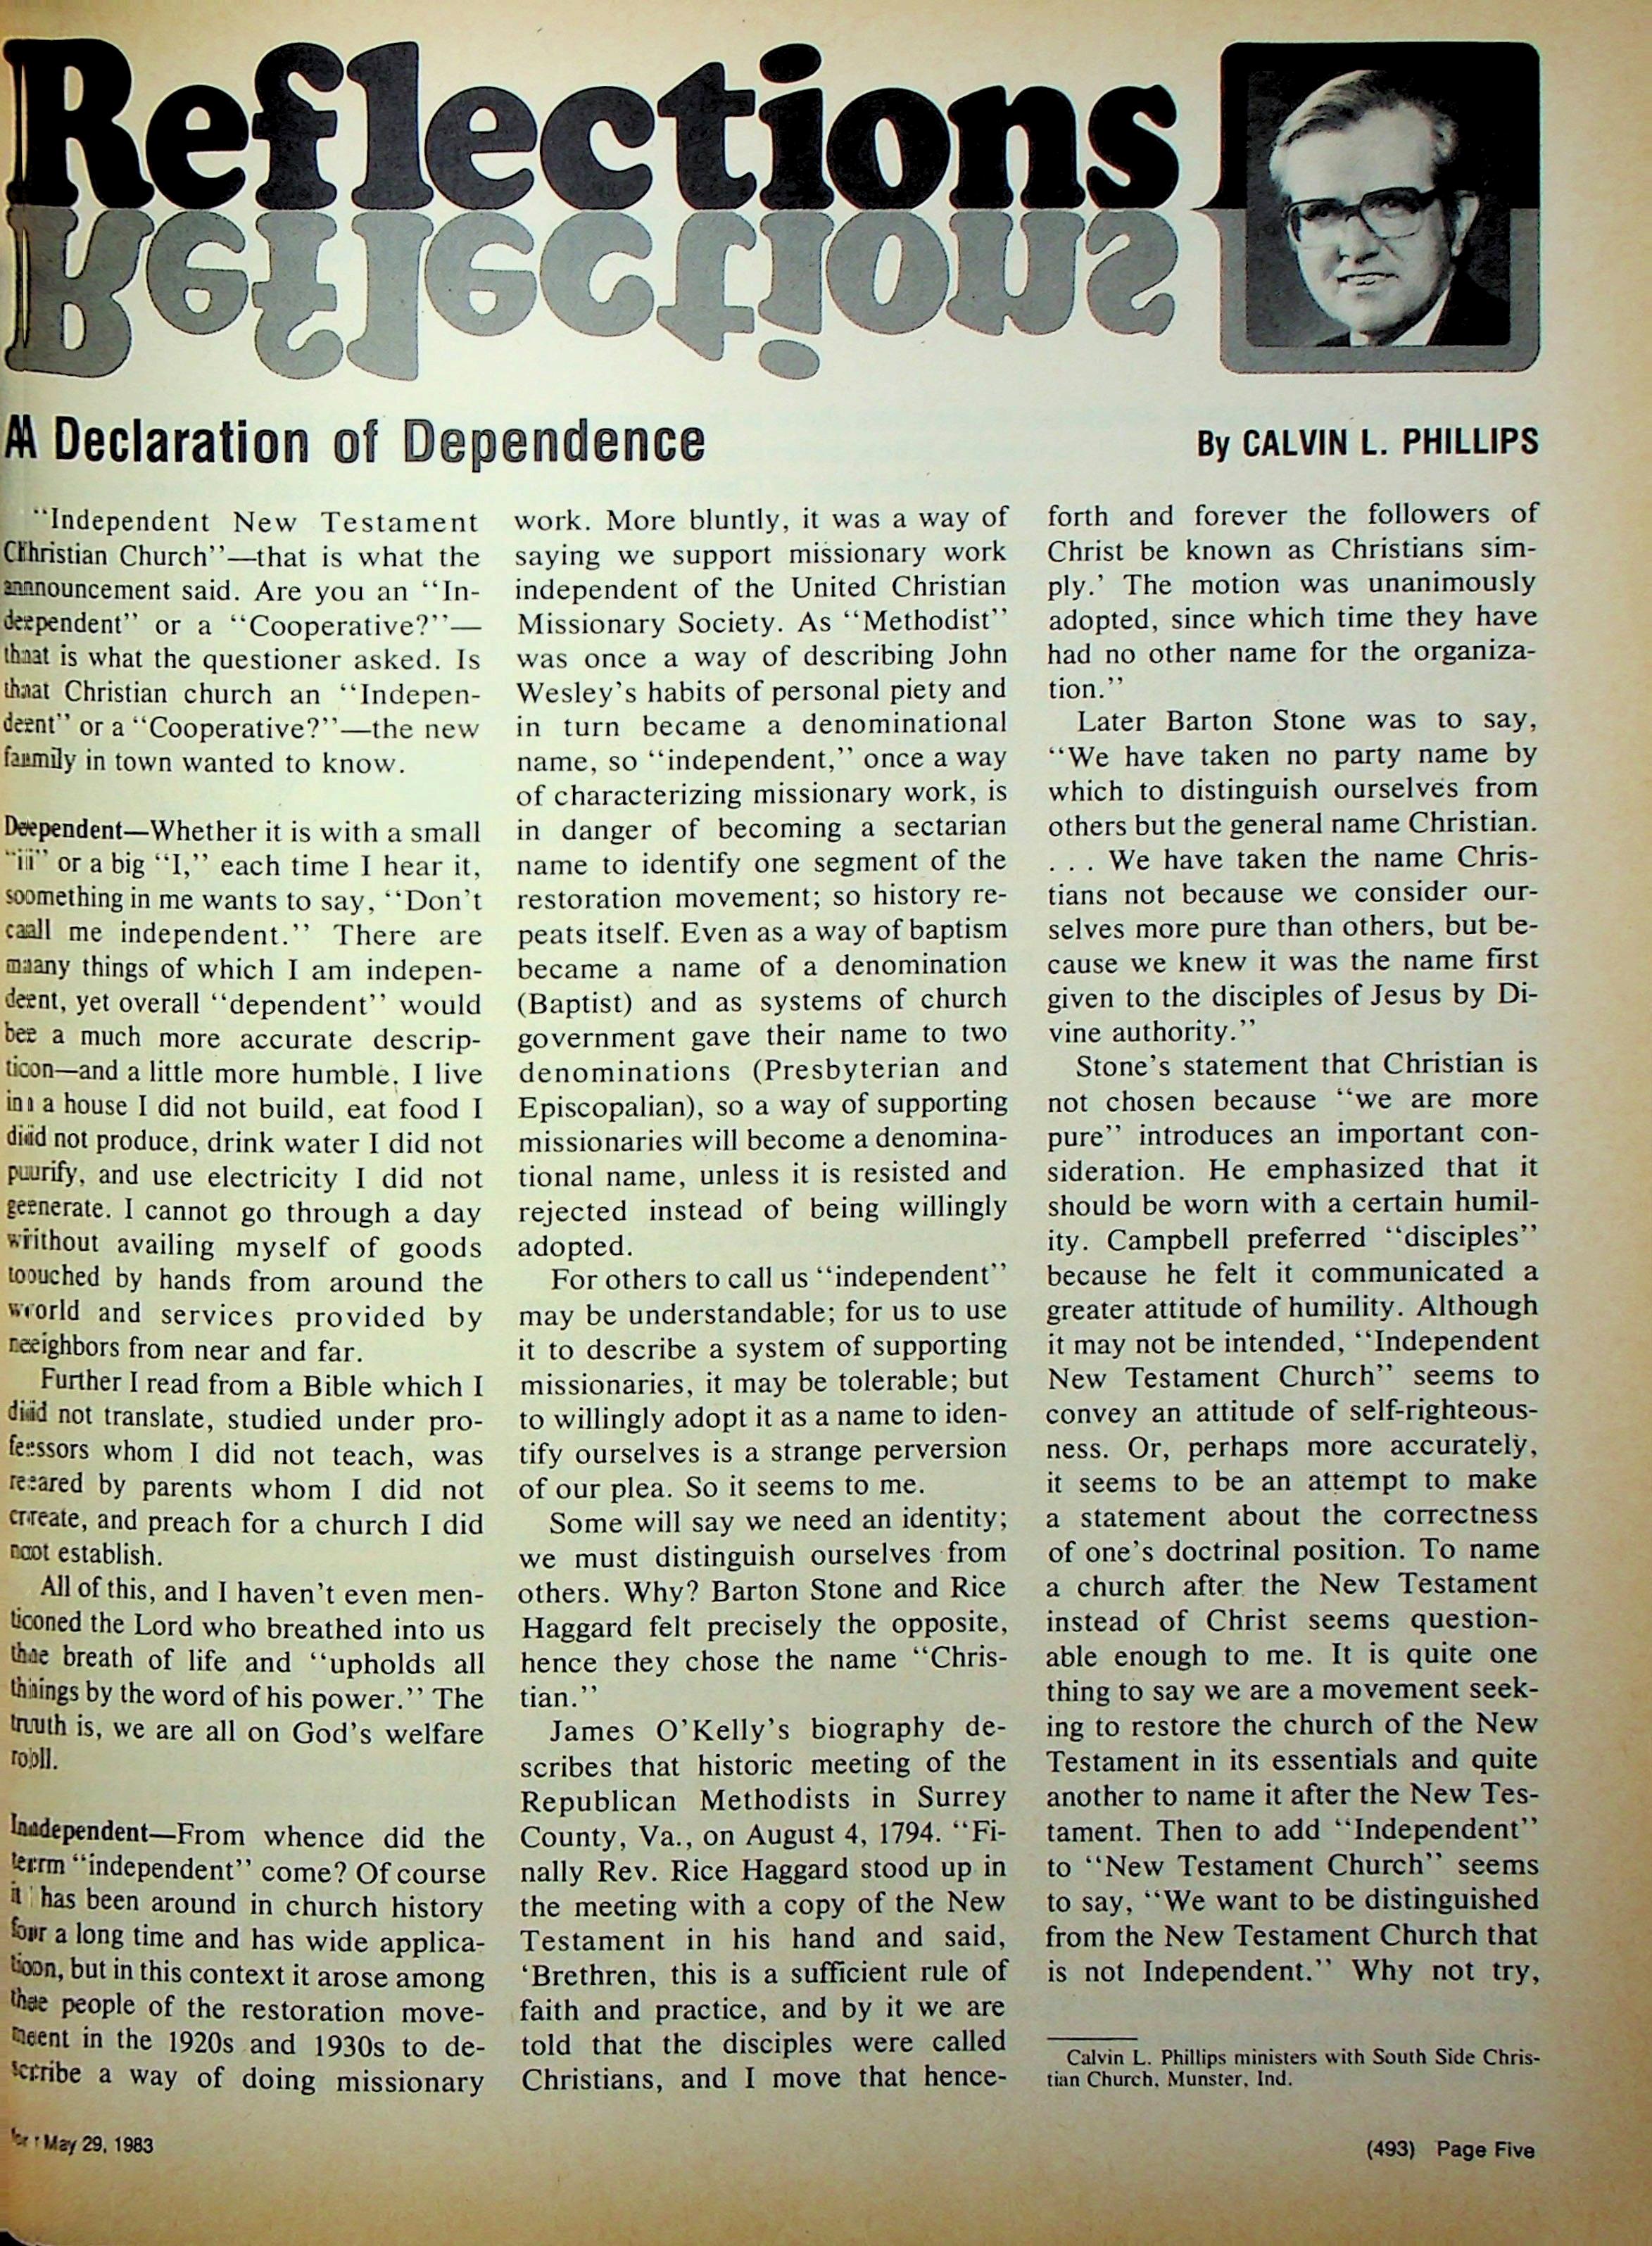 Reflections
A Declaration of Dependence
By CALVIN L. PHILLIPS
“Independent New Testament
Christian Church”—that is what the
announcement said. Are you an “In-
dependent” or a “Cooperative?”—
that is what the questioner asked. Is
that Christian church an “Indepen-
dent” or a “Cooperative?”—the new
family in town wanted to know.
Dependent—Whether it is with a small
“i” or a big “I,” each time I hear it,
something in me wants to say, “Don’t
call me independent.” There are
many things of which I am indepen-
dent, yet overall “dependent” would
be a much more accurate descrip-
tion—and a little more humble. I live
in a house I did not build, eat food I
did not produce, drink water I did not
purify, and use electricity I did not
generate. I cannot go through a day
without availing myself of goods
touched by hands from around the
world and services provided by
neighbors from near and far.
Further I read from a Bible which I
did not translate, studied under pro-
fessors whom I did not teach, was
reared by parents whom I did not
create, and preach for a church I did
not establish.
All of this, and I haven’t even men-
tioned the Lord who breathed into us
the breath of life and “upholds all
things by the word of his power.” The
truth is, we are all on God’s welfare
roll.
Independent—From whence did the
term “independent” come? Of course
it has been around in church history
for a long time and has wide applica-
tion, but in this context it arose among
the people of the restoration move-
ment in the 1920s and 1930s to de-
scribe a way of doing missionary
work. More bluntly, it was a way of
saying we support missionary work
independent of the United Christian
Missionary Society. As “Methodist”
was once a way of describing John
Wesley’s habits of personal piety and
in turn became a denominational
name, so “independent,” once a way
of characterizing missionary work, is
in danger of becoming a sectarian
name to identify one segment of the
restoration movement; so history re-
peats itself. Even as a way of baptism
became a name of a denomination
(Baptist) and as systems of church
government gave their name to two
denominations (Presbyterian and
Episcopalian), so a way of supporting
missionaries will become a denomina-
tional name, unless it is resisted and
rejected instead of being willingly
adopted.
For others to call us “independent”
may be understandable; for us to use
it to describe a system of supporting
missionaries, it may be tolerable; but
to willingly adopt it as a name to iden-
tify ourselves is a strange perversion
of our plea. So it seems to me.
Some will say we need an identity;
we must distinguish ourselves from
others. Why? Barton Stone and Rice
Haggard felt precisely the opposite,
hence they chose the name “Chris-
tian.”
James O’Kelly’s biography de-
scribes that historic meeting of the
Republican Methodists in Surrey
County, Va., on August 4, 1794. “Fi-
nally Rev. Rice Haggard stood up in
the meeting with a copy of the New
Testament in his hand and said,
‘Brethren, this is a sufficient rule of
faith and practice, and by it we are
told that the disciples were called
Christians, and I move that hence-
forth and forever the followers of
Christ be known as Christians sim-
ply.’ The motion was unanimously
adopted, since which time they have
had no other name for the organiza-
tion.”
Later Barton Stone was to say,
“We have taken no party name by
which to distinguish ourselves from
others but the general name Christian.
. . . We have taken the name Chris-
tians not because we consider our-
selves more pure than others, but be-
cause we knew it was the name first
given to the disciples of Jesus by Di-
vine authority.”
Stone’s statement that Christian is
not chosen because “we are more
pure” introduces an important con-
sideration. He emphasized that it
should be worn with a certain humil-
ity. Campbell preferred “disciples”
because he felt it communicated a
greater attitude of humility. Although
it may not be intended, “Independent
New Testament Church” seems to
convey an attitude of self-righteous-
ness. Or, perhaps more accurately,
it seems to be an attempt to make
a statement about the correctness
of one’s doctrinal position. To name
a church after the New Testament
instead of Christ seems question-
able enough to me. It is quite one
thing to say we are a movement seek-
ing to restore the church of the New
Testament in its essentials and quite
another to name it after the New Tes-
tament. Then to add “Independent”
to “New Testament Church” seems
to say, “We want to be distinguished
from the New Testament Church that
is not Independent.” Why not try,
Calvin L. Phillips ministers with South Side Chris-
tian Church, Munster, Ind.
for May 29, 1983
(493) Page Five